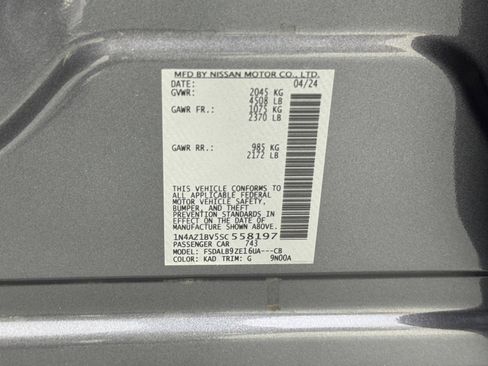 MFD BY NISSAN MOTOR CO., LTD.
DATE: 04/24
GVWR: 2045 KG
4508 LB
GAWR FR.: 1075 KG
2370 LB
GAWR RR.: 985 KG
2172 LB
THIS VEHICLE CONFORMS TO
ALL APPLICABLE FEDERAL
MOTOR VEHICLE SAFETY,
BUMPER, AND THEFT
PREVENTION STANDARDS IN
EFFECT ON THE DATE OF
MANUFACTURE SHOWN ABOVE.
1N4AZ1BV5SC558197
PASSENGER CAR 743
MODEL: FSDALB9ZE16UA---CB
COLOR: KAD TRIM: G 9N00A